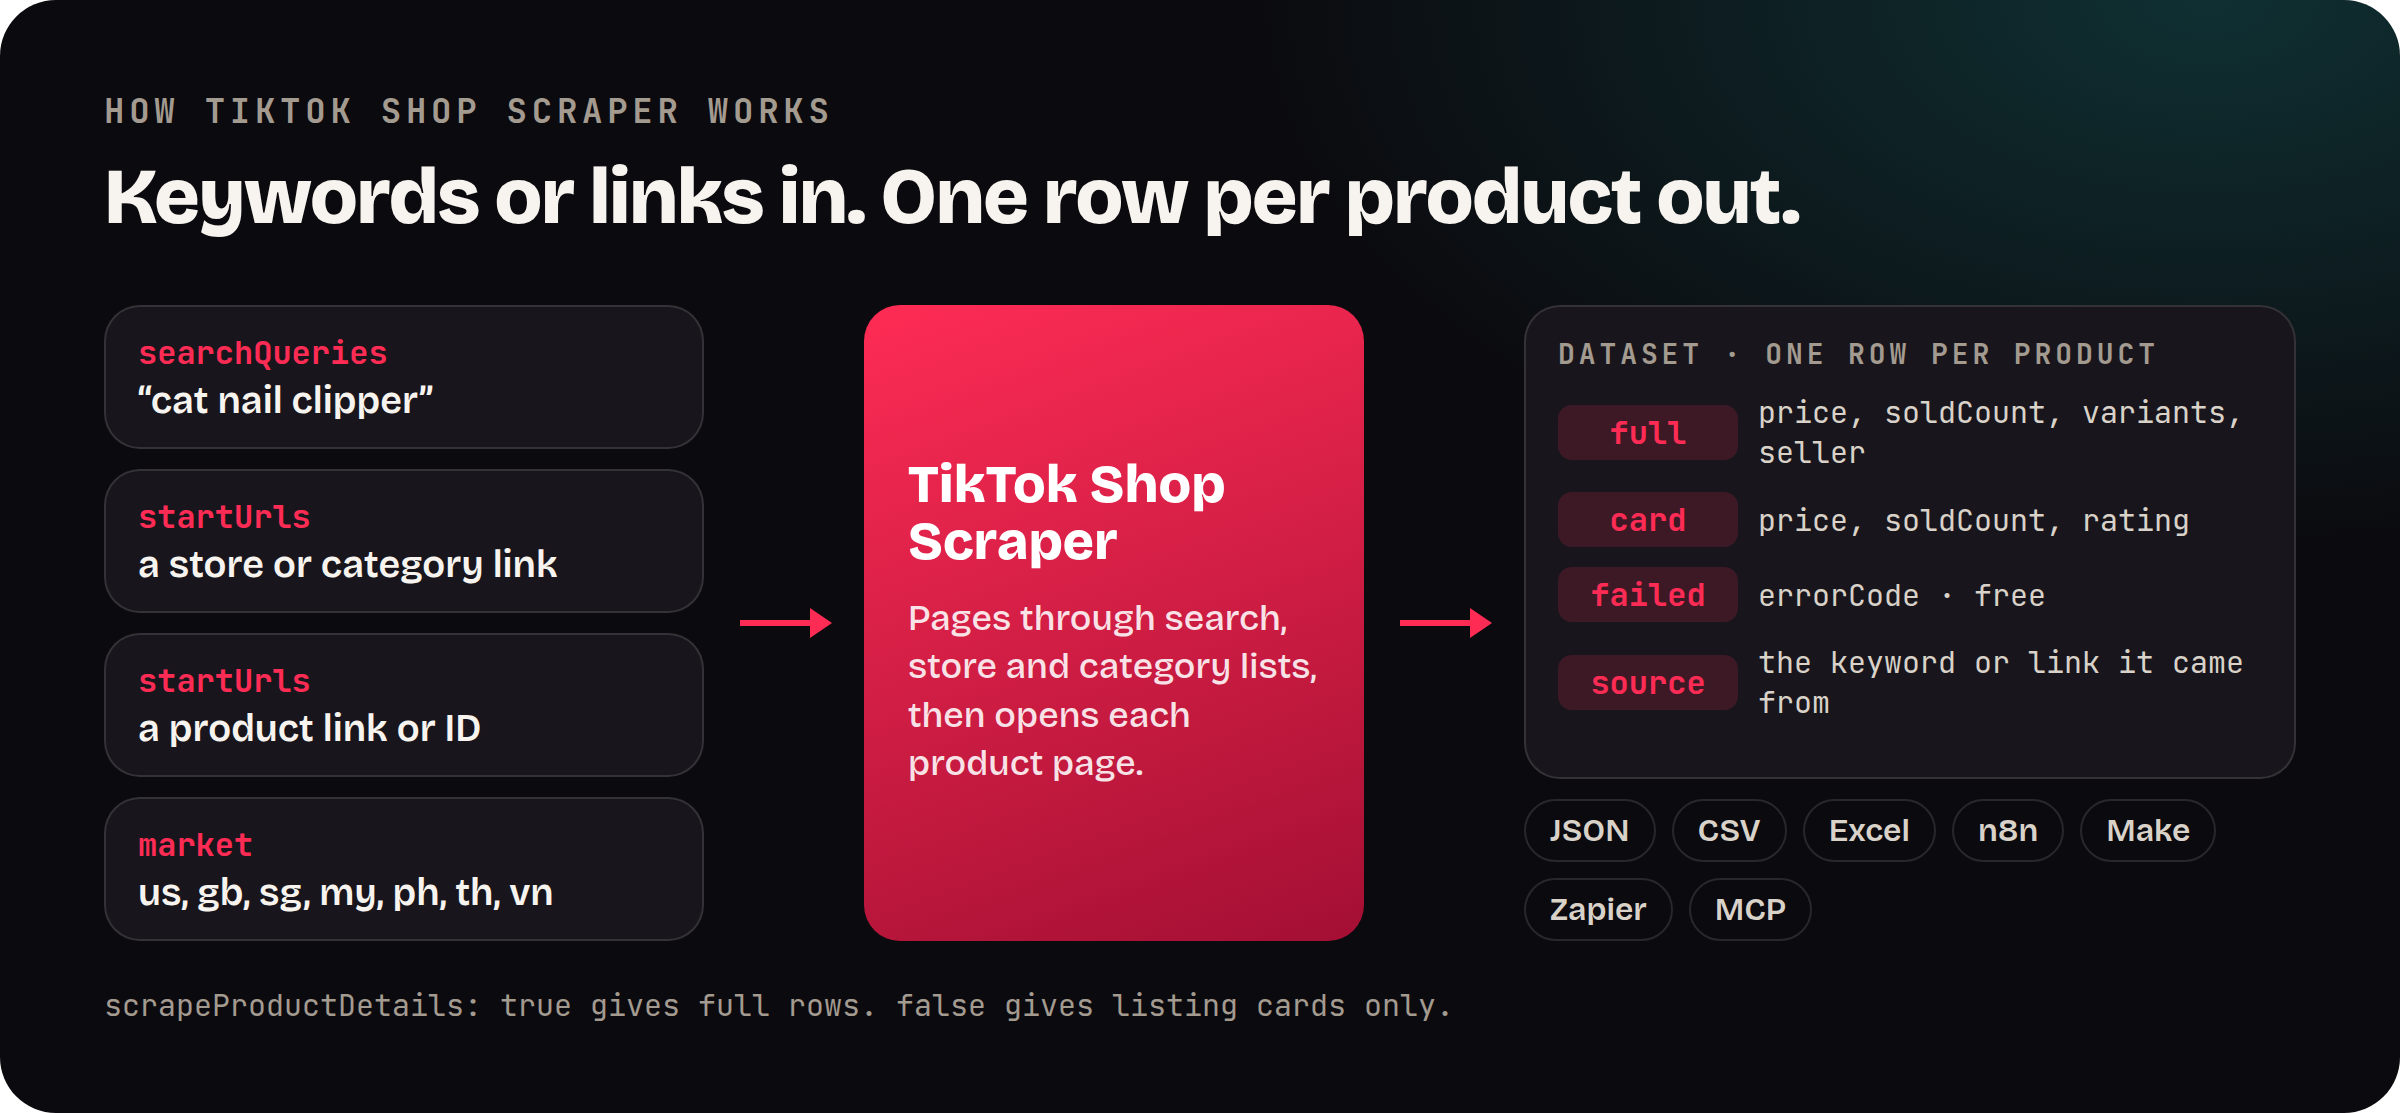 HOW TIKTOK SHOP SCRAPER WORKS
Keywords or links in. One row per product out.
searchQueries
“cat nail clipper”
startUrls
a store or category link
startUrls
a product link or ID
market
us, gb, sg, my, ph, th, vn
TikTok Shop
Scraper
Pages through search,
store and category lists,
then opens each
product page.
DATASET · ONE ROW PER PRODUCT
full
price, soldCount, variants,
seller
card
price, soldCount, rating
failed
errorCode · free
source
the keyword or link it came
from
JSON
CSV
Excel
n8n
Make
Zapier
MCP
scrapeProductDetails: true gives full rows. false gives listing cards only.